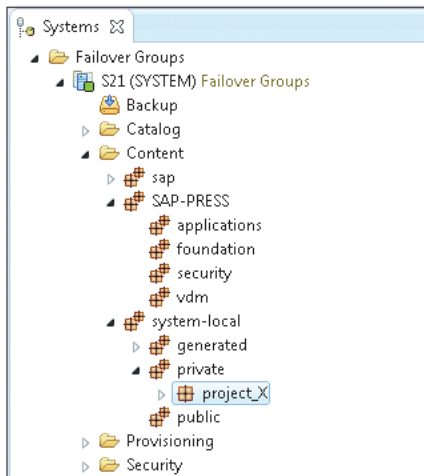 Systems
Failover Groups
S21 (SYSTEM) Failover Groups
Backup
Catalog
Content
sap
SAP-PRESS
applications
foundation
security
vdm
system-local
generated
private
project_X
public
Provisioning
Security